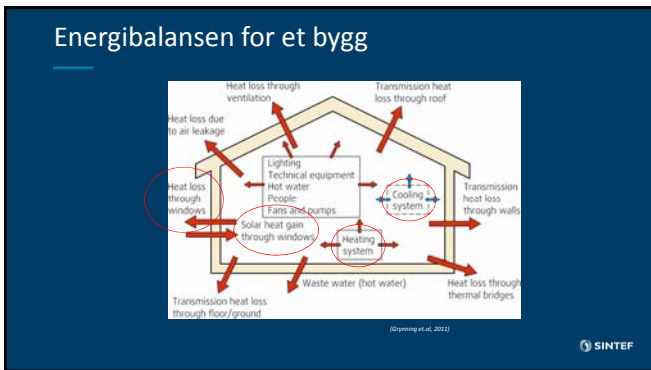 Energibalansen for et bygg
Heat loss through
ventilation
Transmission heat
loss through roof
Heat loss due
to air leakage
Lighting
Technical equipment
Hot water
People
Fans and pumps
Heat loss
through
windows
Cooling
system
Transmission
heat loss
through walls
Solar heat gain
through windows
Heating
system
Waste water (hot water)
Heat loss through
thermal bridges
Transmission heat loss
through floor/ground
(Grynning et.al, 2011)
SINTEF